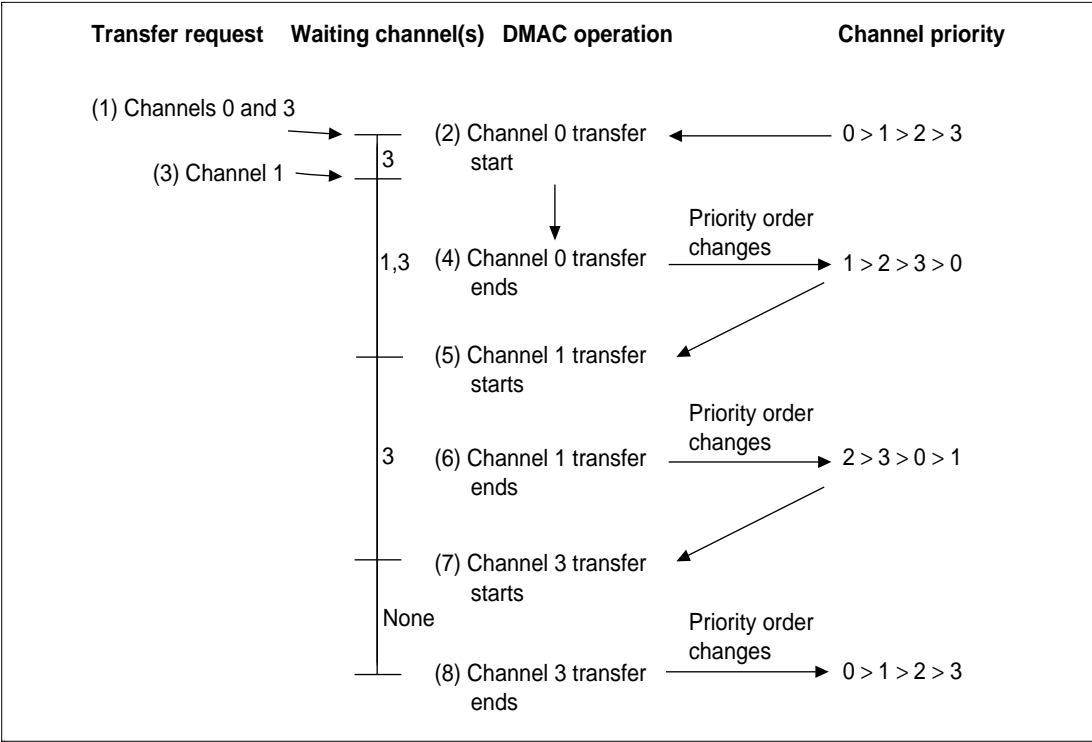 Transfer request Waiting channel(s) DMAC operation Channel priority
(1) Channels 0 and 3
(2) Channel 0 transfer
start
0 > 1 > 2 > 3
3
(3) Channel 1
Priority order
changes
1,3
(4) Channel 0 transfer
ends
1 > 2 > 3 > 0
(5) Channel 1 transfer
starts
Priority order
changes
3
(6) Channel 1 transfer
ends
2 > 3 > 0 > 1
(7) Channel 3 transfer
starts
None
Priority order
changes
(8) Channel 3 transfer
ends
0 > 1 > 2 > 3